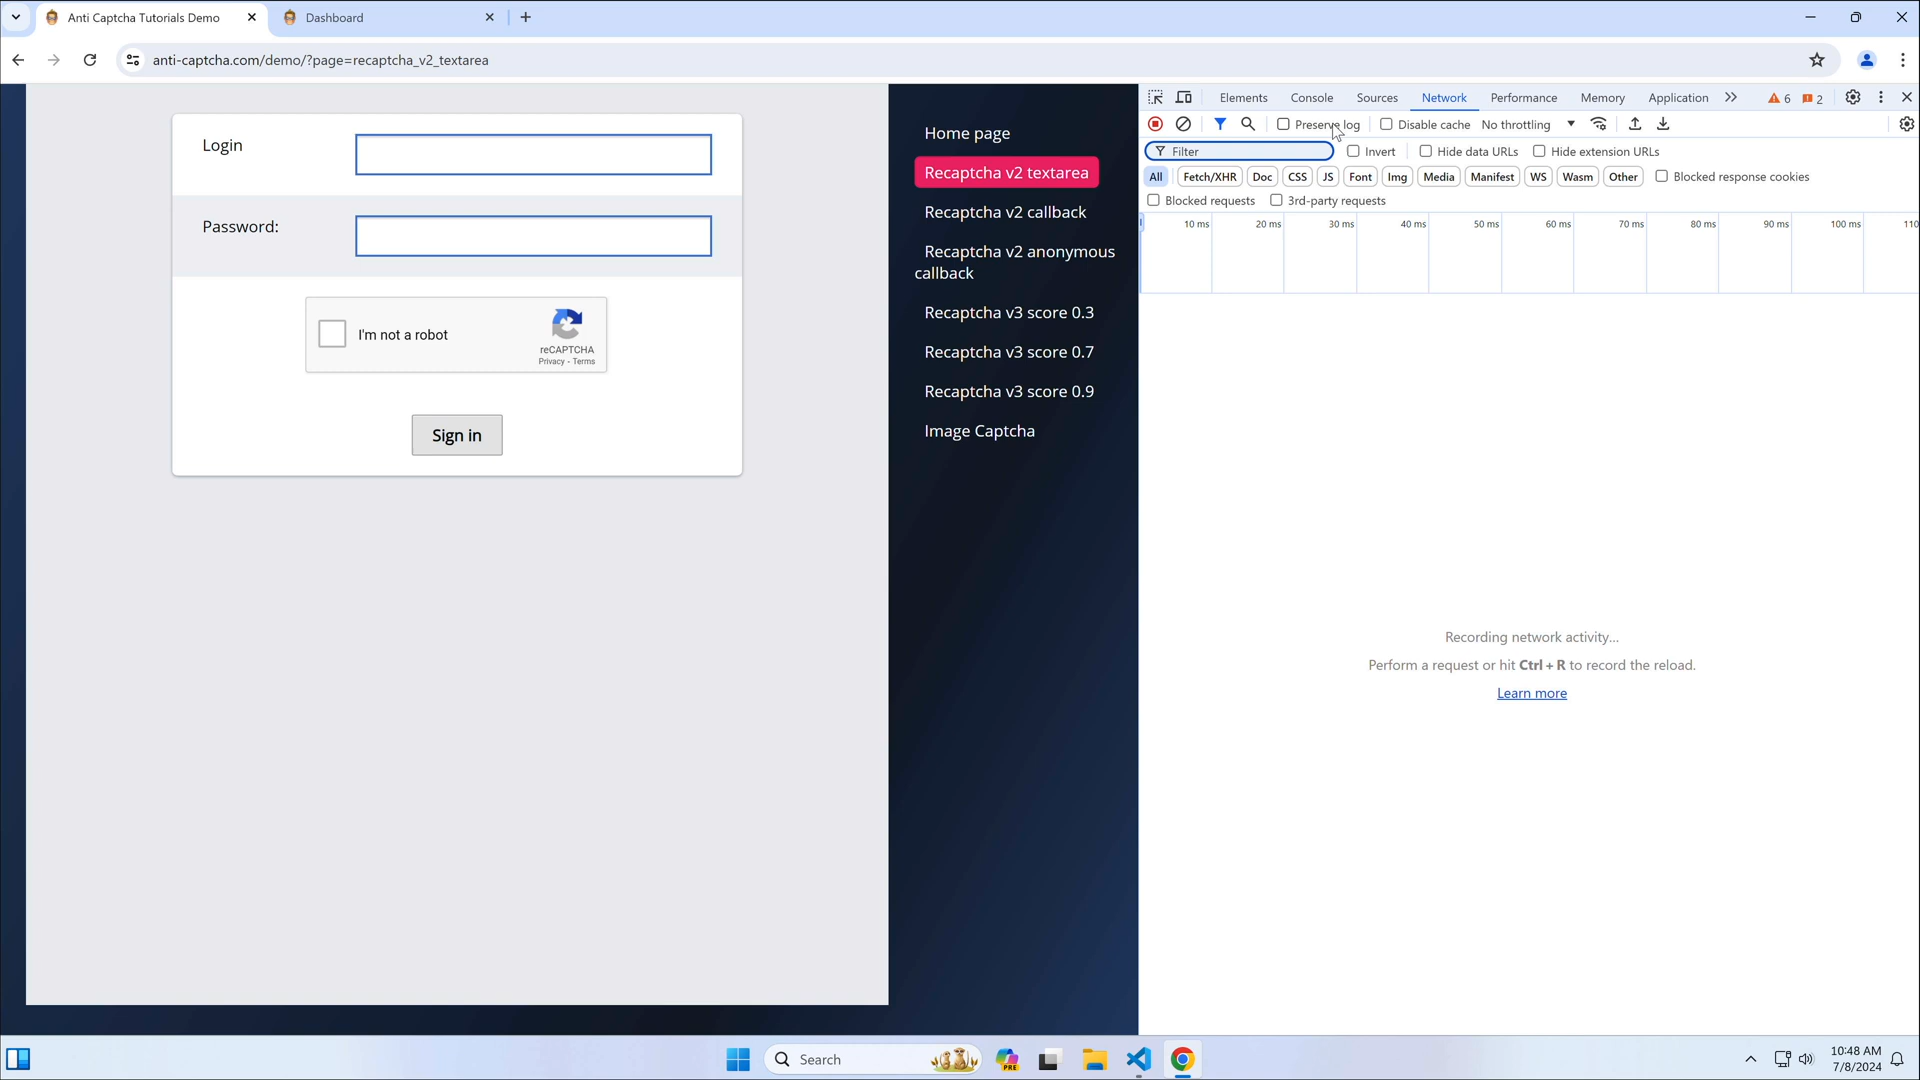 Anti Captcha Tutorials Demo
Dashboard
anti-captcha.com/demo/?page=recaptcha_v2_textarea
Login
Password:
I'm not a robot
reCAPTCHA
Privacy - Terms
Sign in
Home page
Recaptcha v2 textarea
Recaptcha v2 callback
Recaptcha v2 anonymous
callback
Recaptcha v3 score 0.3
Recaptcha v3 score 0.7
Recaptcha v3 score 0.9
Image Captcha
Elements Console Sources Network Performance Memory Application 6 2
Preserve log Disable cache No throttling
Filter Invert Hide data URLs Hide extension URLs
All Fetch/XHR Doc CSS JS Font Img Media Manifest WS Wasm Other Blocked response cookies
Blocked requests 3rd-party requests
10 ms 20 ms 30 ms 40 ms 50 ms 60 ms 70 ms 80 ms 90 ms 100 ms 110
Recording network activity...
Perform a request or hit Ctrl + R to record the reload.
Learn more
Search
PRE
10:48 AM
7/8/2024